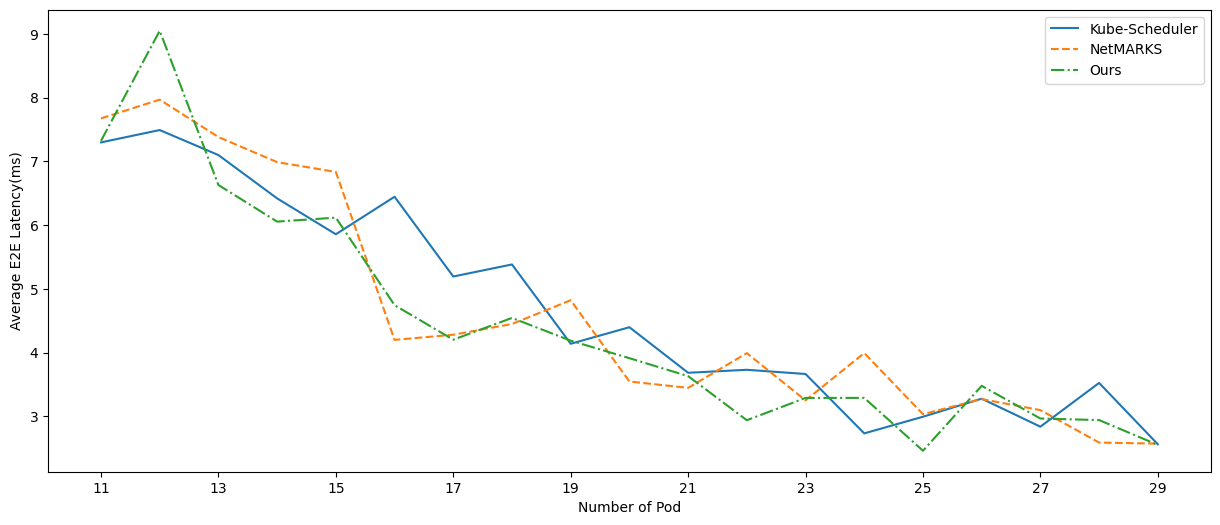 Kube-Scheduler
NetMARKS
Ours
Average E2E Latency(ms)
9
8
7
6
5
4
3
11 13 15 17 19 21 23 25 27 29
Number of Pod